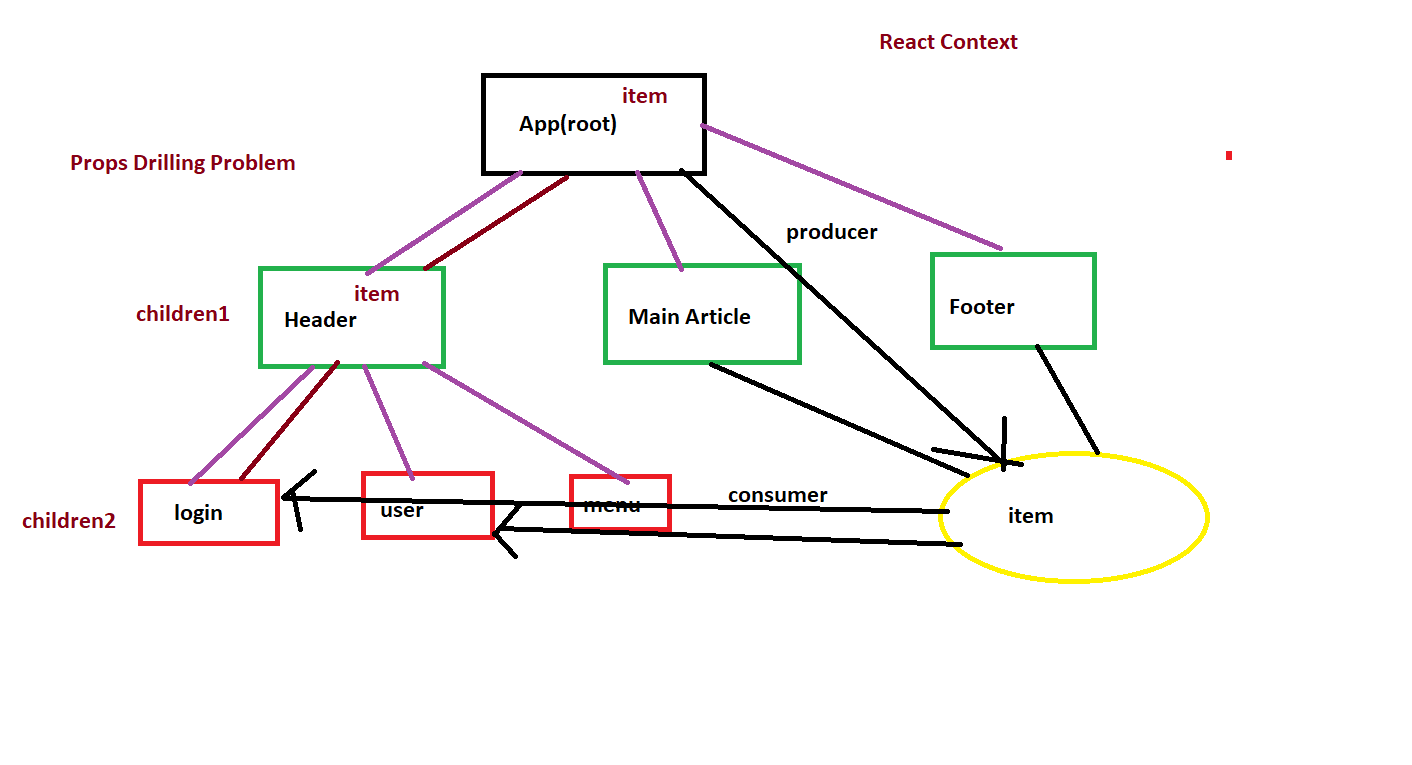 React Context
item
App(root)
Props Drilling Problem
producer
item
children1
Header
Main Article
Footer
consumer
children2
login
user
menu
item